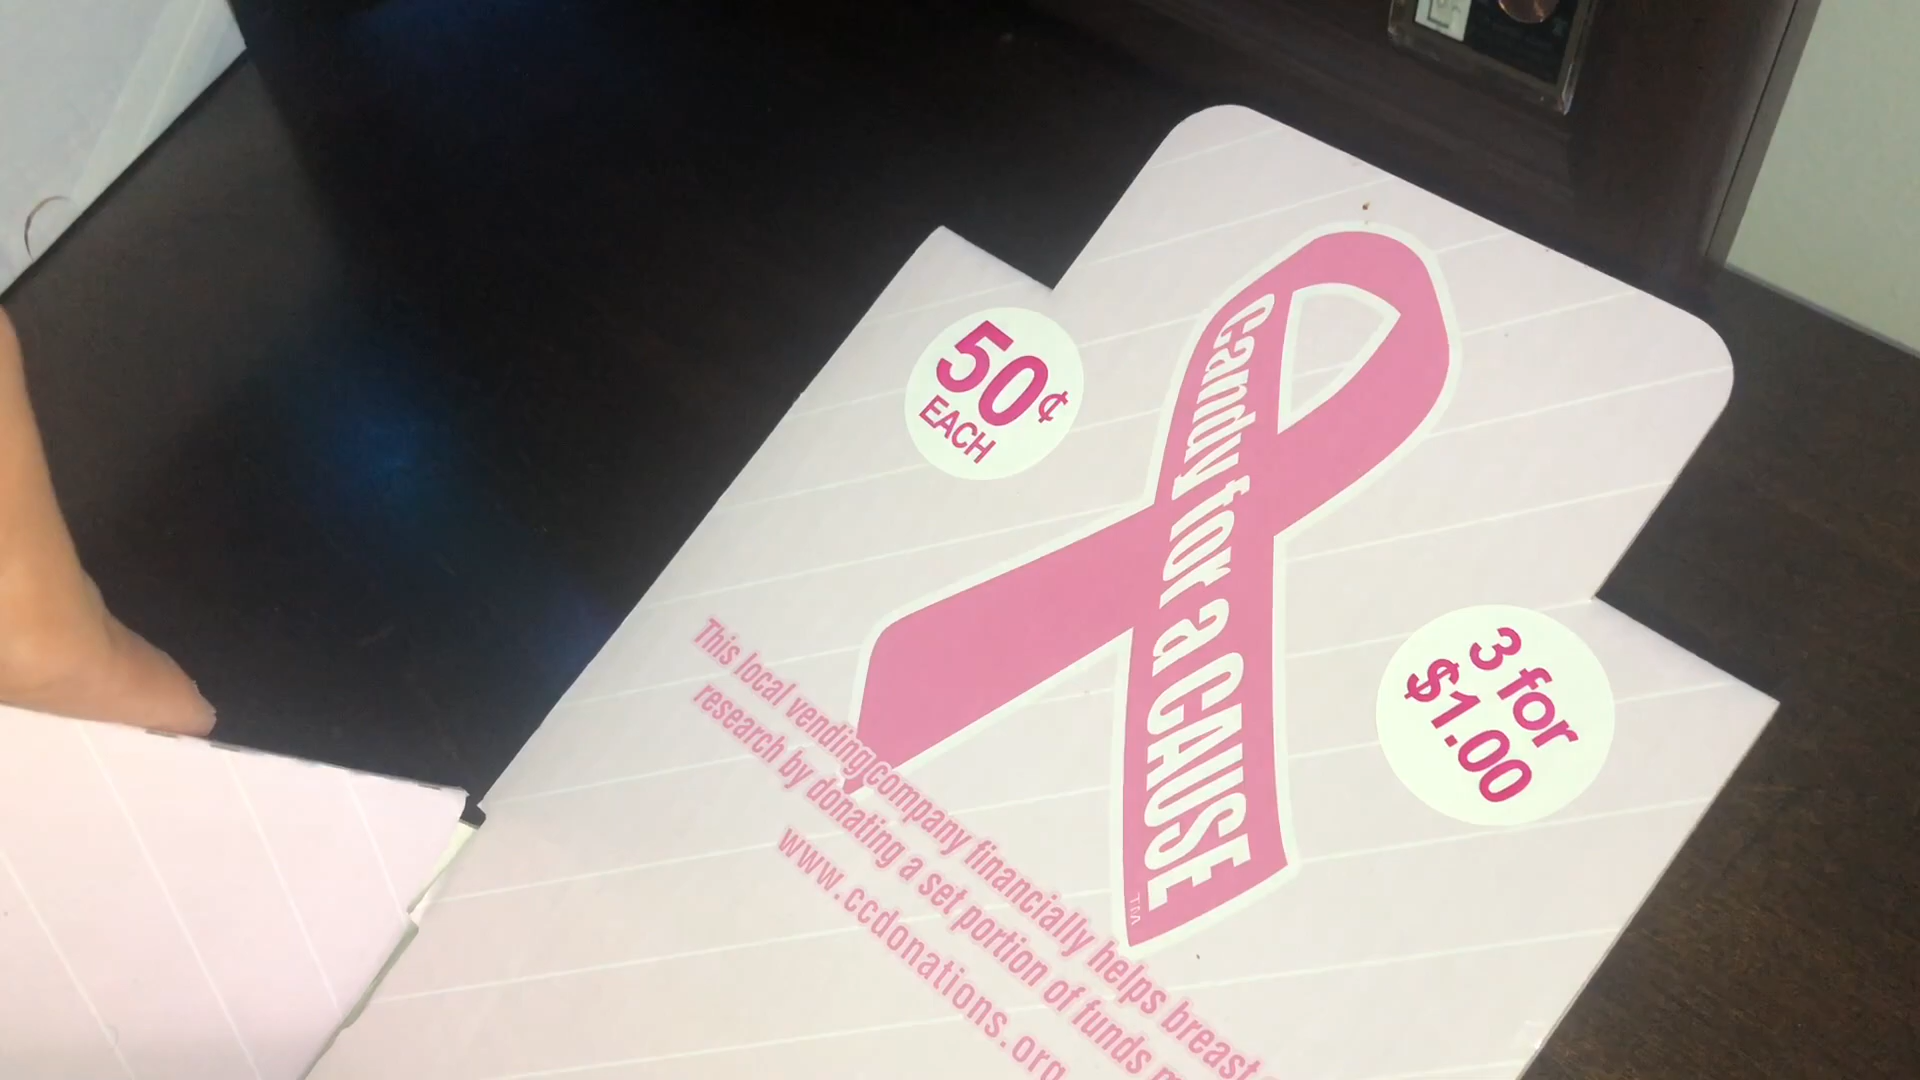 50¢
EACH
Candy for a CAUSE
TM
3 for
$1.00
This local vending company financially helps breast
research by donating a set portion of funds
www.ccdonations.org